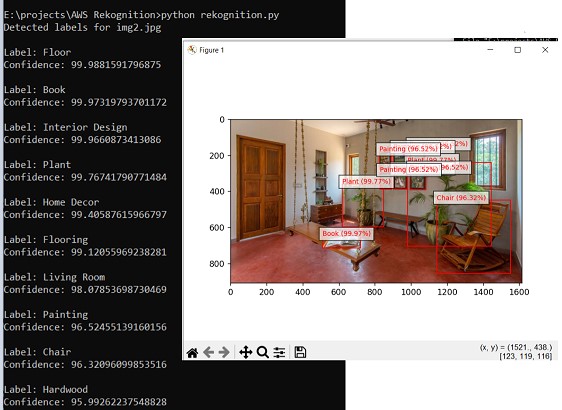 E:\projects\AWS Rekognition>python rekognition.py
Detected labels for img2.jpg
Label: Floor
Confidence: 99.9881591796875
Label: Book
Confidence: 99.97319793701172
Label: Interior Design
Confidence: 99.9660873413086
Label: Plant
Confidence: 99.76741790771484
Label: Home Decor
Confidence: 99.40587615966797
Label: Flooring
Confidence: 99.12055969238281
Label: Living Room
Confidence: 98.07853698730469
Label: Painting
Confidence: 96.52455139160156
Label: Chair
Confidence: 96.32096099853516
Label: Hardwood
Confidence: 95.99262237548828
Figure 1
0
200
400
600
800
0 200 400 600 800 1000 1200 1400 1600
Painting (96.52%)
Plant (99.77%)
Painting (96.52%)
96.52%)
Plant (99.77%)
Chair (96.32%)
Book (99.97%)
(x, y) = (1521., 438.)
[123, 119, 116]